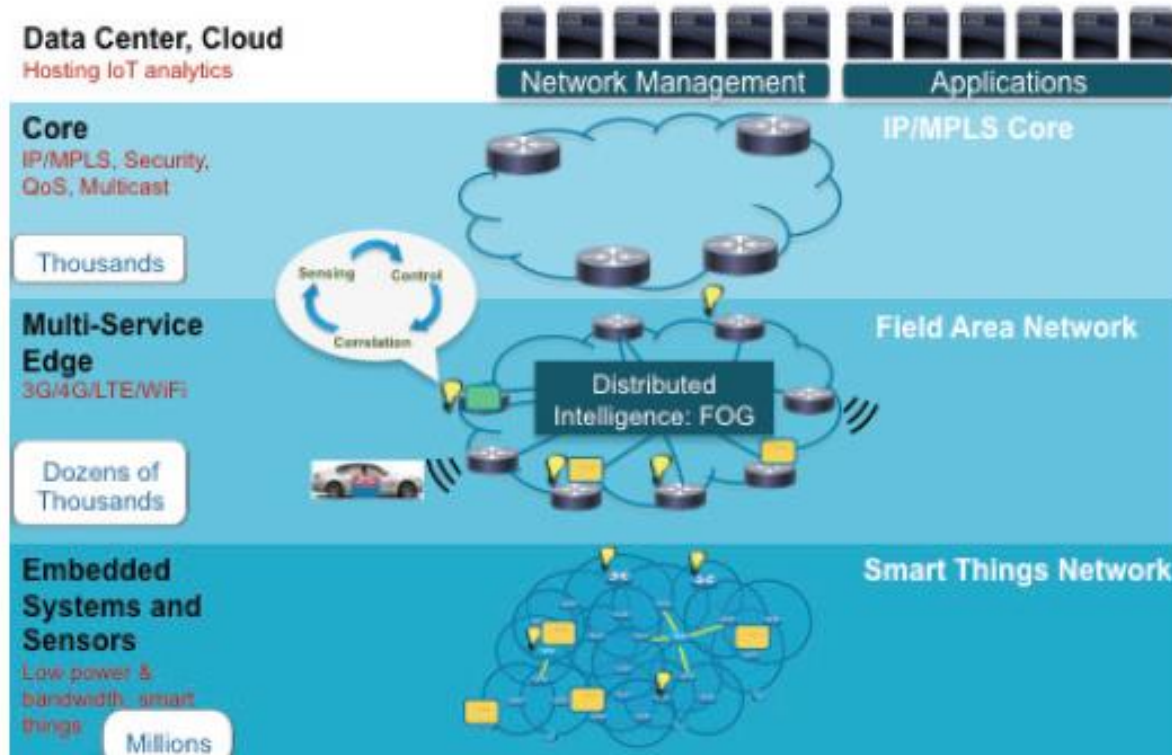 Data Center, Cloud
Hosting IoT analytics
Network Management
Applications
Core
IP/MPLS, Security,
QoS, Multicast
IP/MPLS Core
Thousands
Sensing
Control
Correlation
Multi-Service
Edge
3G/4G/LTE/WiFi
Field Area Network
Distributed
Intelligence: FOG
Dozens of
Thousands
Embedded
Systems and
Sensors
Low power &
bandwidth, smart
things
Smart Things Network
Millions